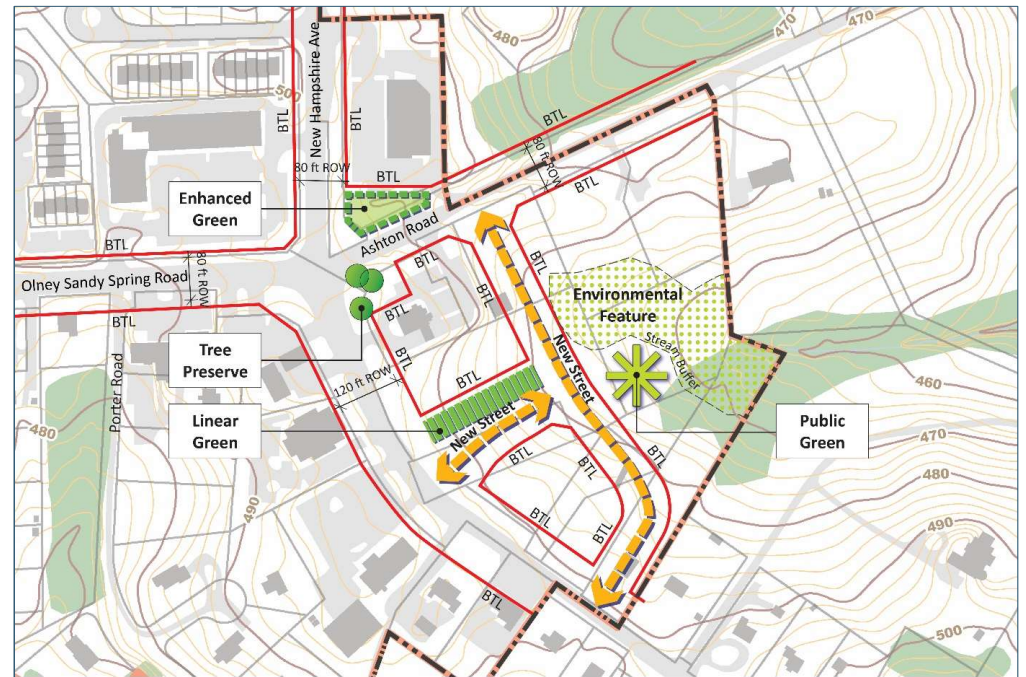 480
470
470
500
New Hampshire Ave
BTL
BTL
BTL
80 ft ROW
BTL
80 ft ROW
BTL
Enhanced
Green
Ashton Road
BTL
80 ft ROW
Olney Sandy Spring Road
BTL
BTL
BTL
BTL
BTL
Environmental
Feature
Stream Buffer
Tree
Preserve
BTL
BTL
120 ft ROW
New Street
Porter Road
460
Linear
Green
New Street
Public
Green
480
BTL
BTL
BTL
470
480
490
BTL
BTL
490
BTL
500